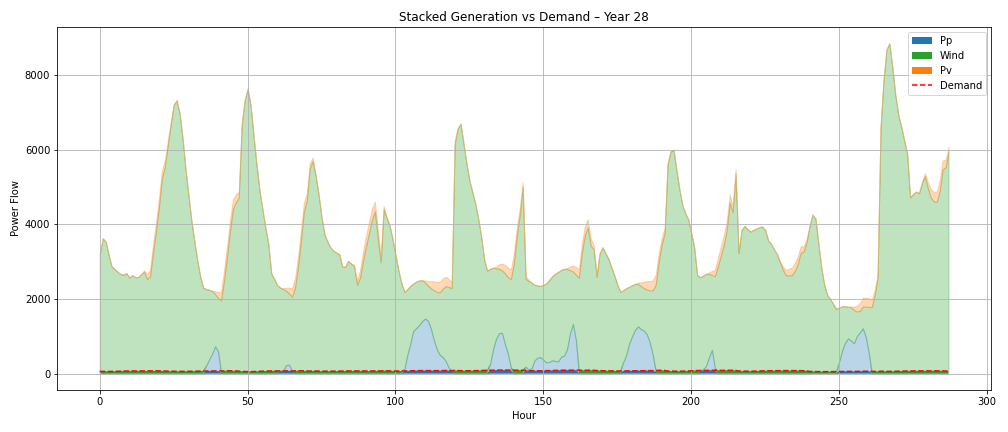 Stacked Generation vs Demand – Year 28
Pp
Wind
Pv
Demand
Power Flow
8000
6000
4000
2000
0
0
50
100
150
200
250
300
Hour